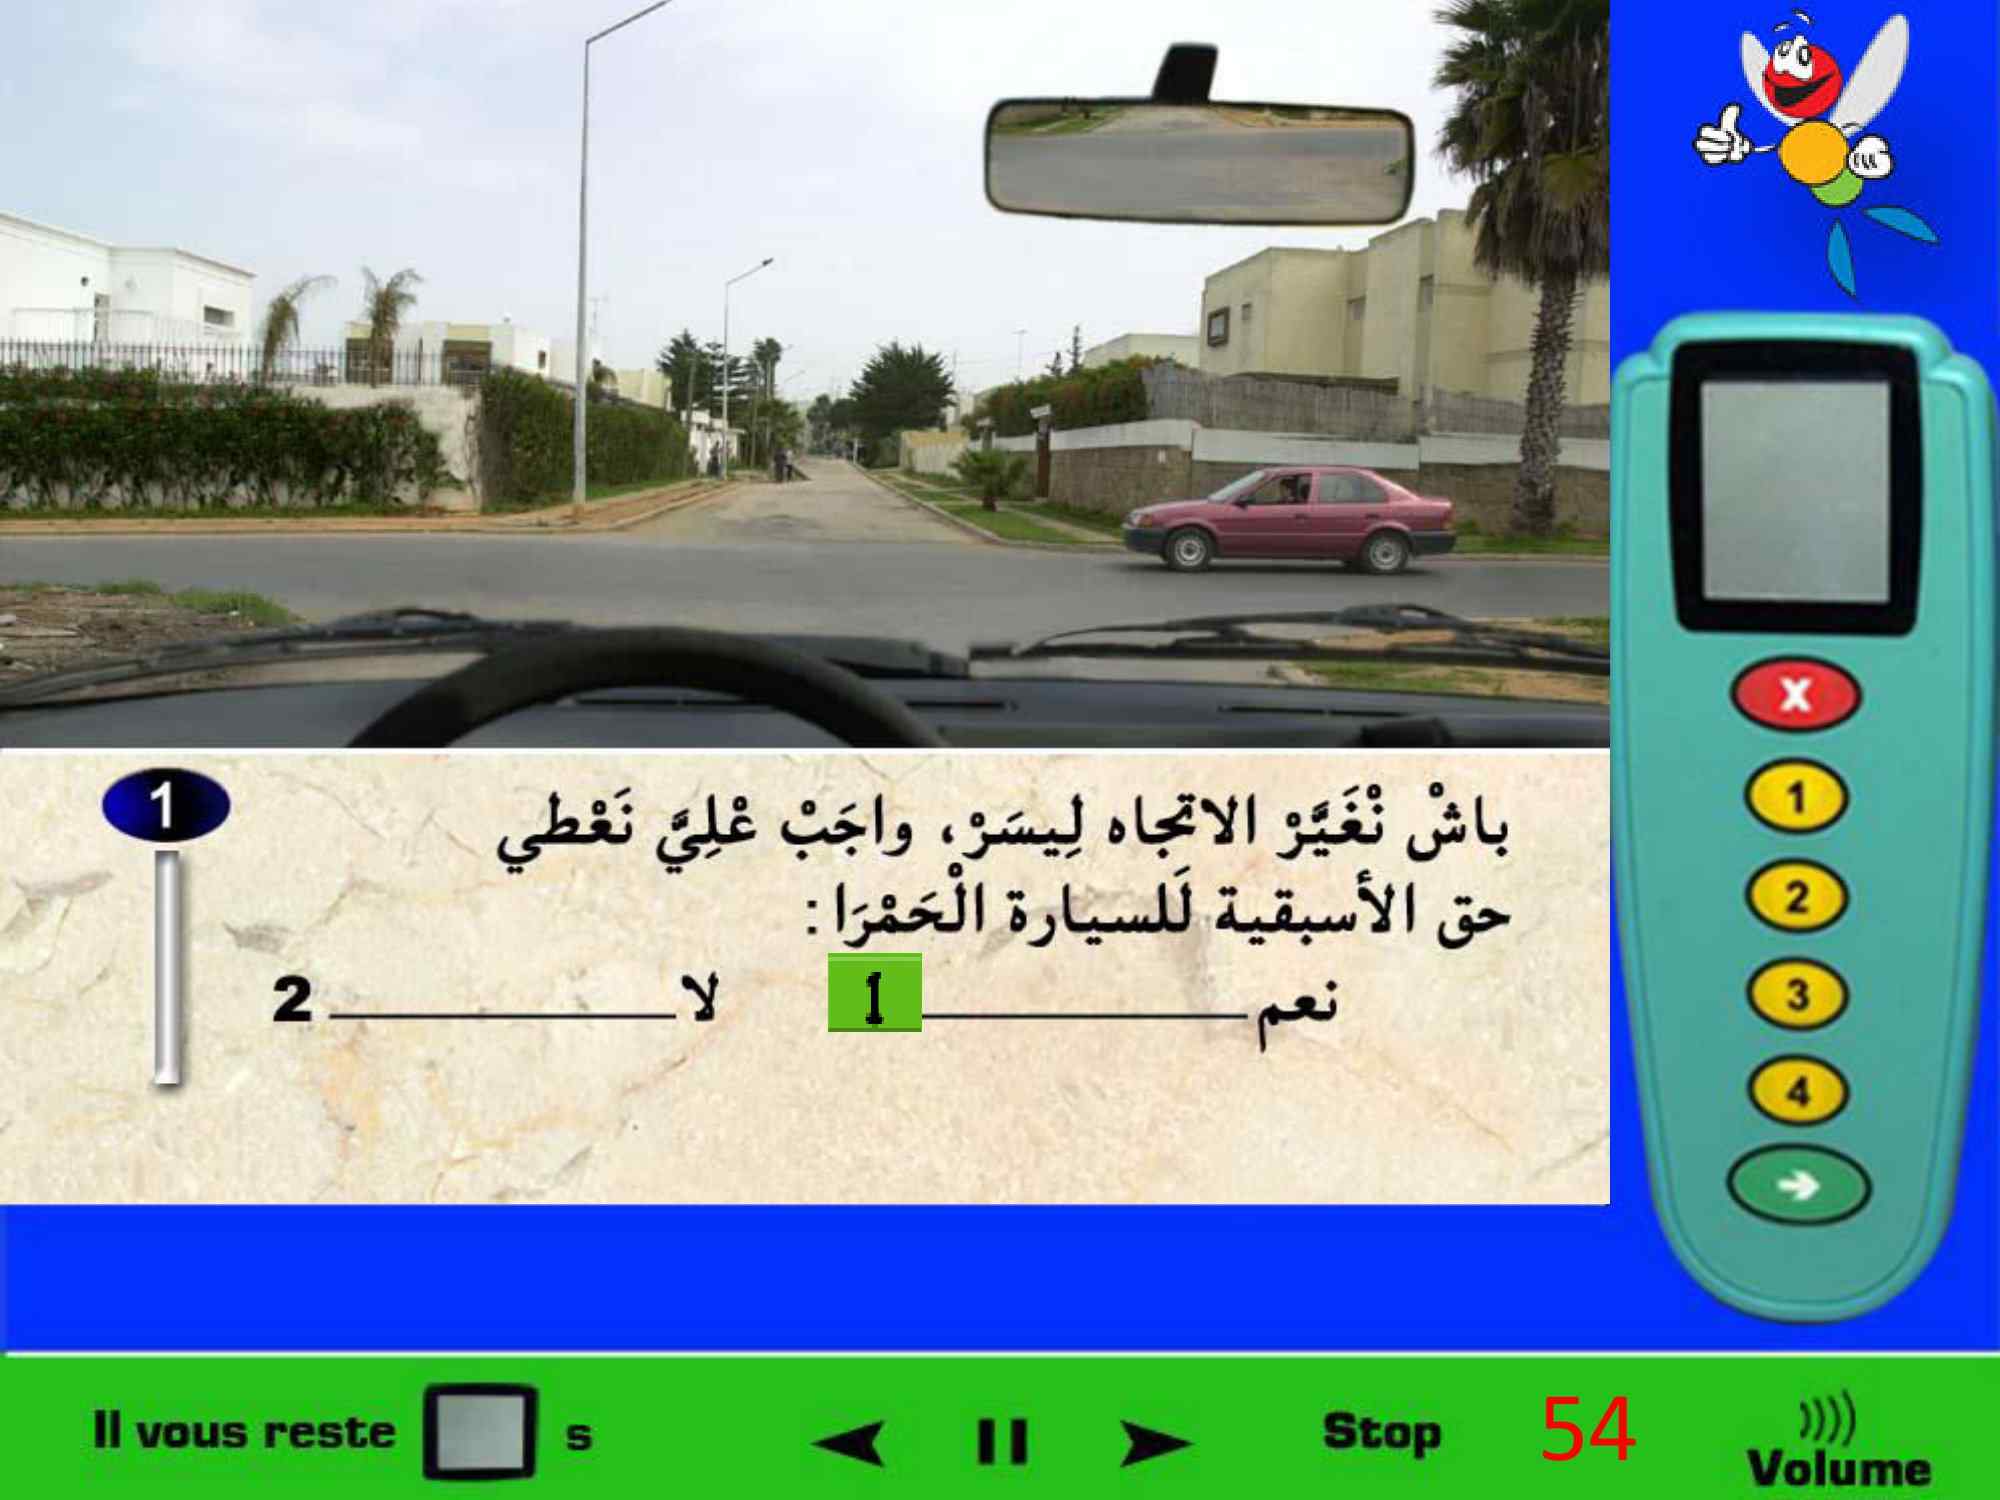 1
باشْ نْغَيَّرْ الاتجاه لِيسَرْ، واجَبْ عْلِيَّ نَعْطي
حق الأسبقية لَلسيارة الْحَمْرَا :
نعم 1 لا 2
X
1
2
3
4
Il vous reste s Stop 54 Volume